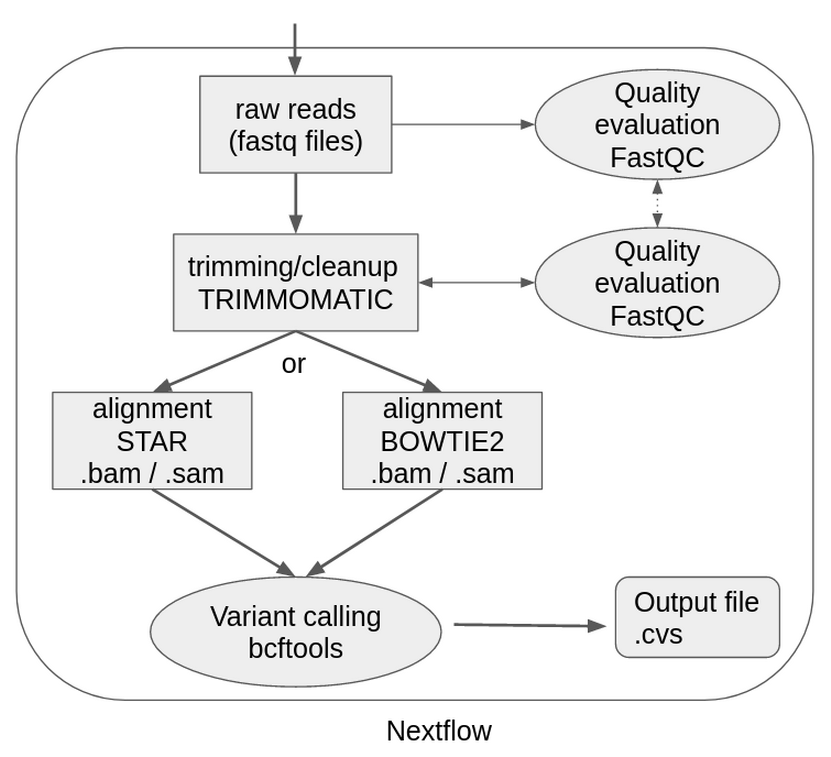 raw reads
(fastq files)
Quality
evaluation
FastQC
trimming/cleanup
TRIMMOMATIC
Quality
evaluation
FastQC
or
alignment
STAR
.bam / .sam
alignment
BOWTIE2
.bam / .sam
Variant calling
bcftools
Output file
.cvs
Nextflow